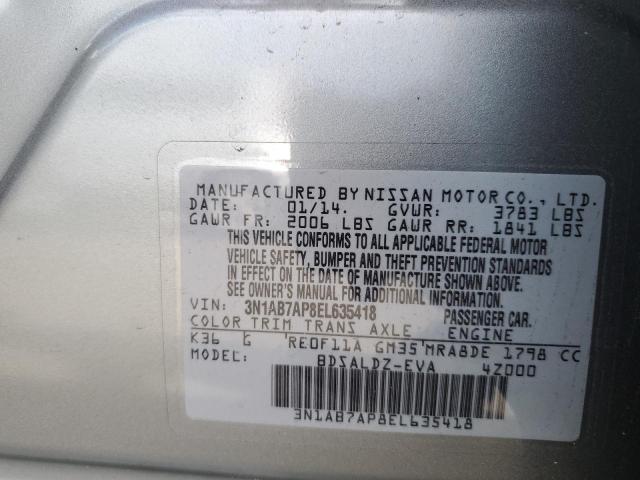 MANUFACTURED BY NISSAN MOTOR CO., LTD.
DATE: 01/14. GVWR: 3783 LBS
GAWR FR: 2006 LBS GAWR RR: 1841 LBS
THIS VEHICLE CONFORMS TO ALL APPLICABLE FEDERAL MOTOR
VEHICLE SAFETY, BUMPER AND THEFT PREVENTION STANDARDS
IN EFFECT ON THE DATE OF MANUFACTURE SHOWN ABOVE.
SEE OWNER'S MANUAL FOR ADDITIONAL INFORMATION.
VIN: 3N1AB7AP8EL635418 PASSENGER CAR.
COLOR TRIM TRANS AXLE ENGINE
K36 G RE0F11A GM35 MRA8DE 1798 CC
MODEL: BDSALDZ-EVA 4Z000
3N1AB7AP8EL635418